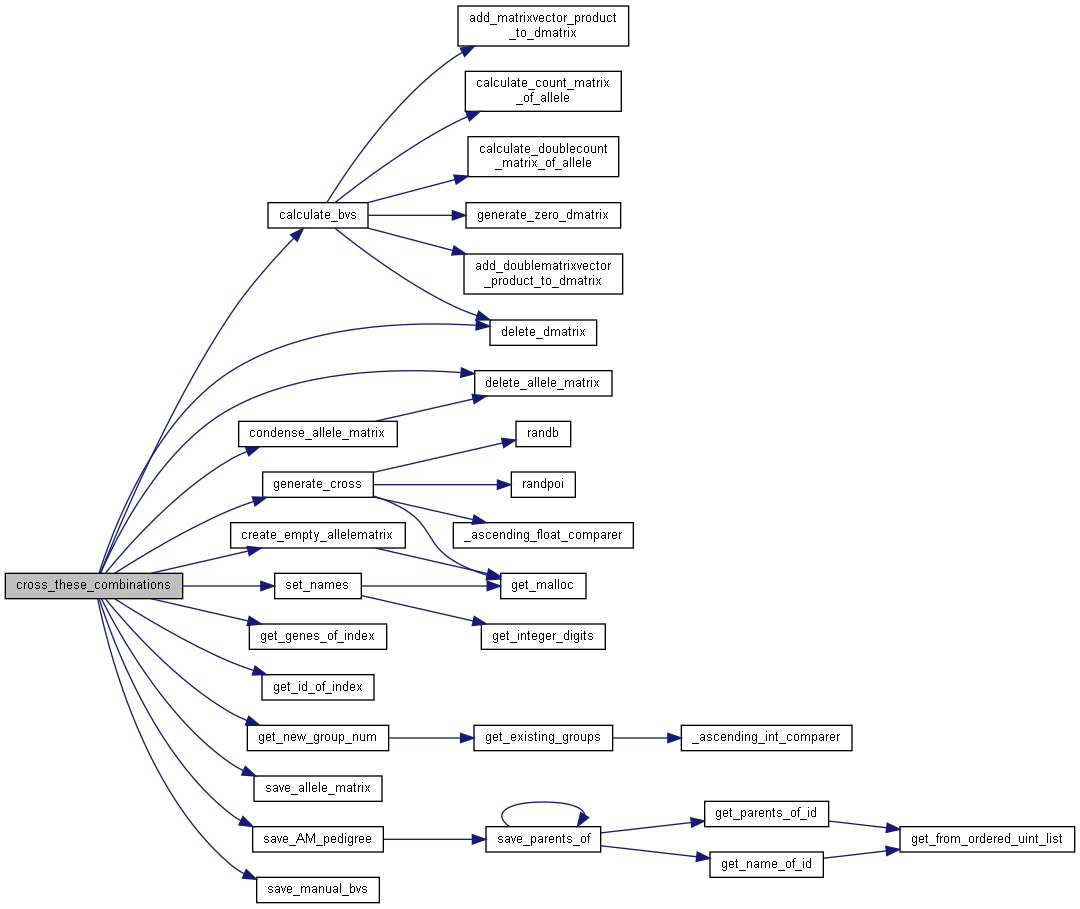 add_matrixvector_product
_to_dmatrix
calculate_count_matrix
_of_allele
calculate_doublecount
_matrix_of_allele
calculate_bvs
generate_zero_dmatrix
add_doublematrixvector
_product_to_dmatrix
delete_dmatrix
delete_allele_matrix
condense_allele_matrix
randb
generate_cross
randpoi
create_empty_allelematrix
_ascending_float_comparer
cross_these_combinations
set_names
get_malloc
get_genes_of_index
get_integer_digits
get_id_of_index
get_new_group_num
get_existing_groups
_ascending_int_comparer
save_allele_matrix
get_parents_of_id
save_AM_pedigree
save_parents_of
get_from_ordered_uint_list
get_name_of_id
save_manual_bvs